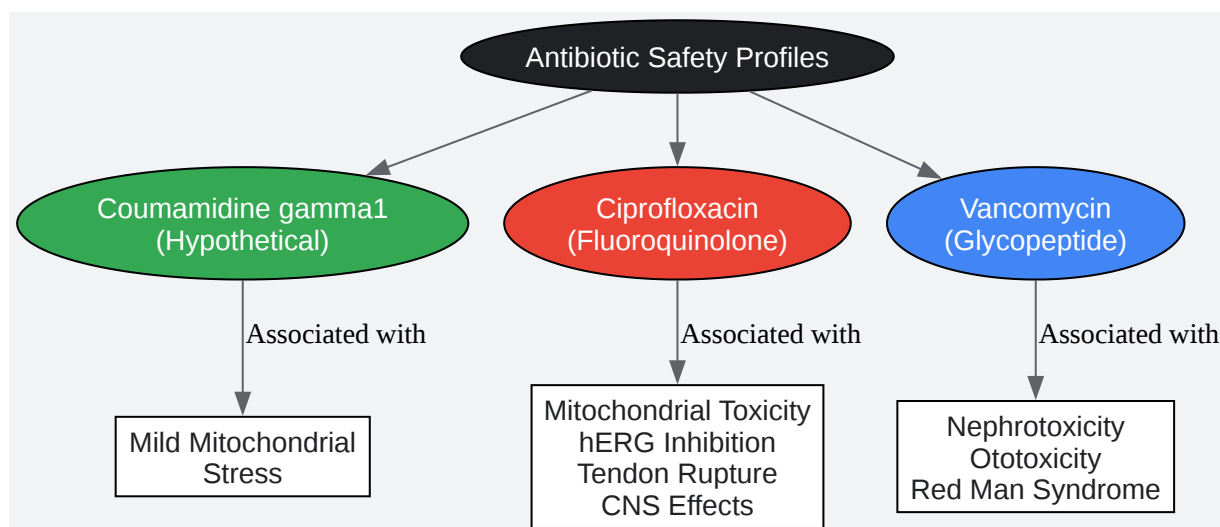 Antibiotic Safety Profiles
Coumamidine gamma1
(Hypothetical)
Ciprofloxacin
(Fluoroquinolone)
Vancomycin
(Glycopeptide)
Associated with
Associated with
Associated with
Mild Mitochondrial
Stress
Mitochondrial Toxicity
hERG Inhibition
Tendon Rupture
CNS Effects
Nephrotoxicity
Ototoxicity
Red Man Syndrome